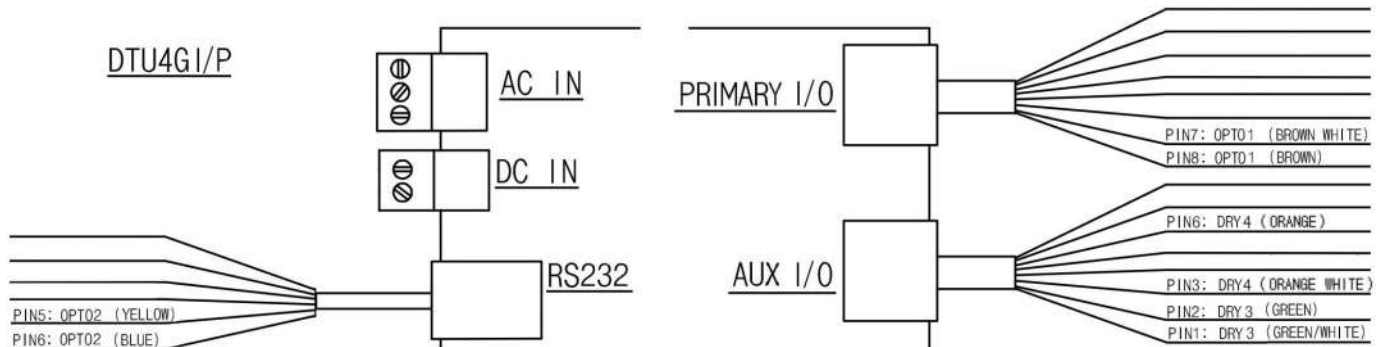 DTU4GI/P
AC IN
DC IN
RS232
PIN5: OPTO2 (YELLOW)
PIN6: OPTO2 (BLUE)
PRIMARY I/O
PIN7: OPTO1 (BROWN WHITE)
PIN8: OPTO1 (BROWN)
AUX I/O
PIN6: DRY4 (ORANGE)
PIN3: DRY4 (ORANGE WHITE)
PIN2: DRY3 (GREEN)
PIN1: DRY3 (GREEN/WHITE)